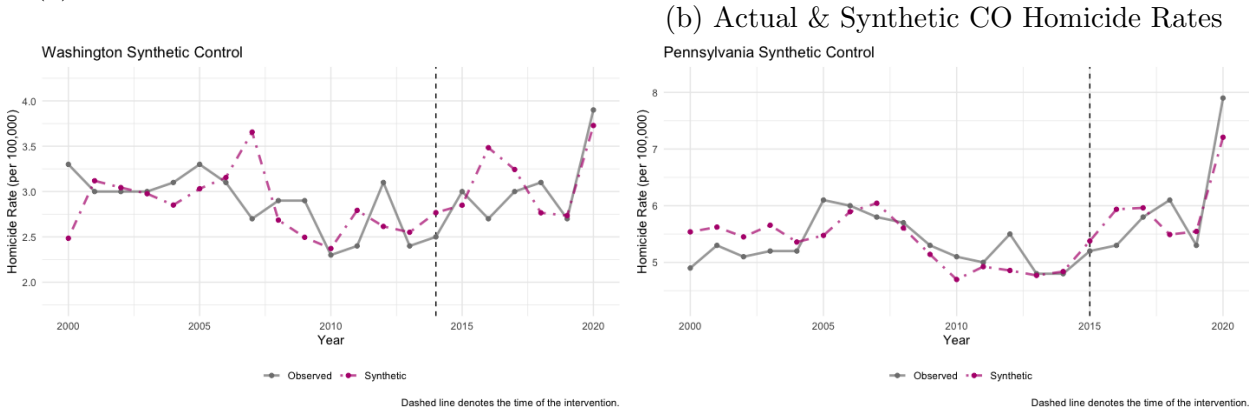 (b) Actual & Synthetic CO Homicide Rates
Washington Synthetic Control
Homicide Rate (per 100,000)
4.0
3.5
3.0
2.5
2.0
2000
2005
2010
2015
2020
Year
Observed
Synthetic
Dashed line denotes the time of the intervention.
Pennsylvania Synthetic Control
Homicide Rate (per 100,000)
8
7
6
5
2000
2005
2010
2015
2020
Year
Observed
Synthetic
Dashed line denotes the time of the intervention.